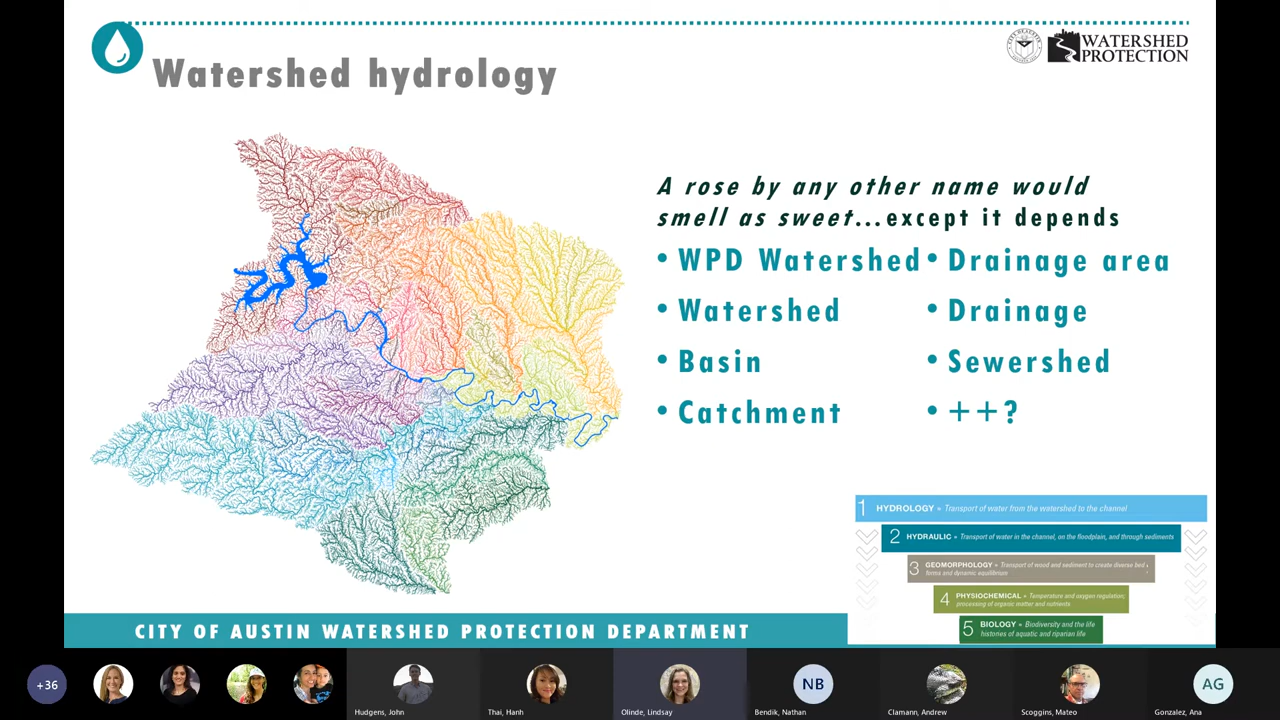 Watershed hydrology
WATERSHED
PROTECTION
A rose by any other name would
smell as sweet...except it depends
• WPD Watershed
• Watershed
• Basin
• Catchment
• Drainage area
• Drainage
• Sewershed
• ++?
1 HYDROLOGY » Transport of water from the watershed to the channel
2 HYDRAULIC » Transport of water in the channel, on the floodplain, and through sediments
3 GEOMORPHOLOGY » Transport of wood and sediment to create diverse bed
forms and dynamic equilibrium
4 PHYSIOCHEMICAL » Temperature and oxygen regulation;
processing of organic matter and nutrients
5 BIOLOGY » Biodiversity and the life
histories of aquatic and riparian life
CITY OF AUSTIN WATERSHED PROTECTION DEPARTMENT
+36
NB
AG
Hudgens, John
Thai, Hanh
Olinde, Lindsay
Bendik, Nathan
Clamann, Andrew
Scoggins, Mateo
Gonzalez, Ana